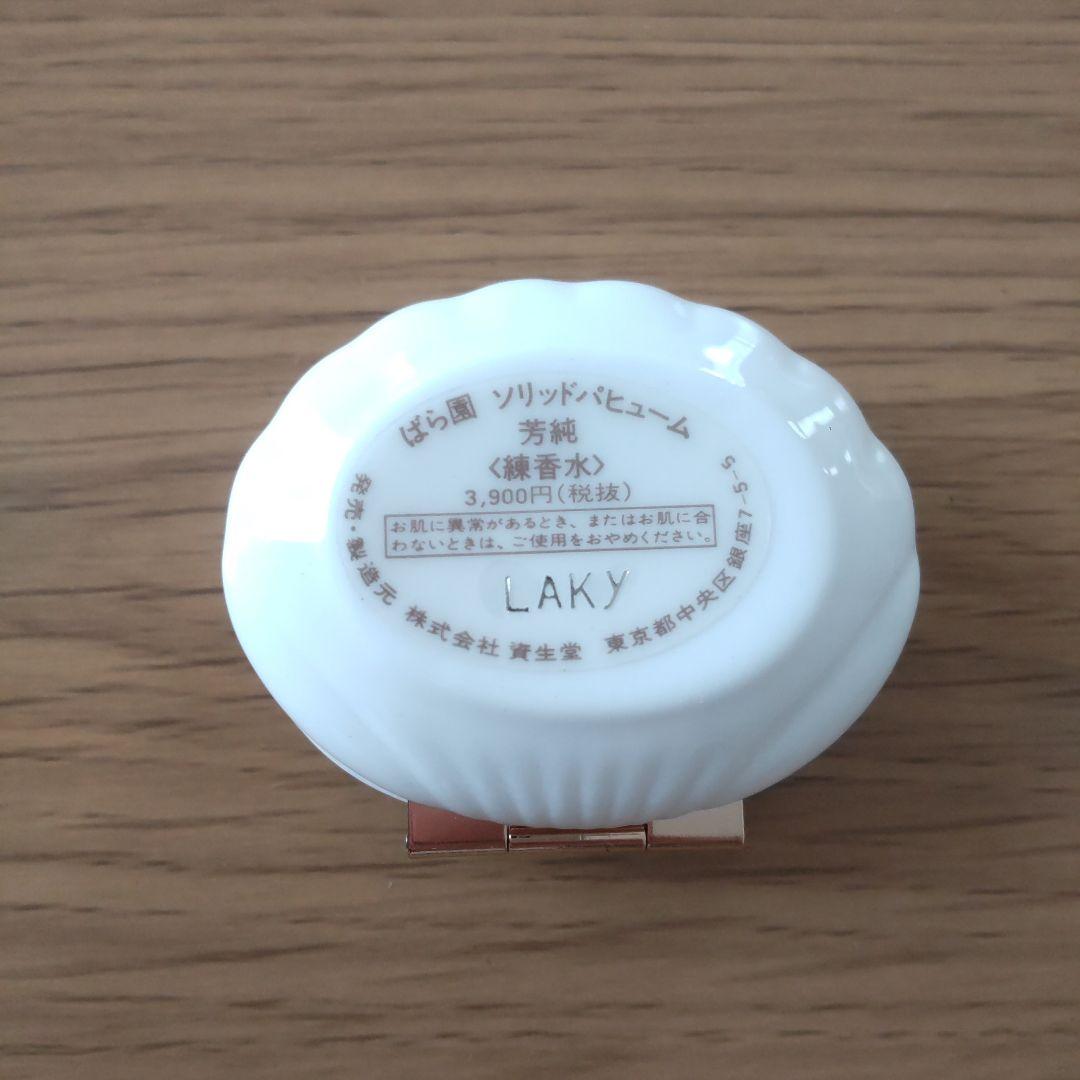 ばら園 ソリッドパヒューム
芳純
〈練香水〉
3,900円(税抜)
お肌に異常があるとき、またはお肌に合
わないときは、ご使用をおやめください。
LAKY
発売・製造元 株式会社 資生堂 東京都中央区銀座7-5-5